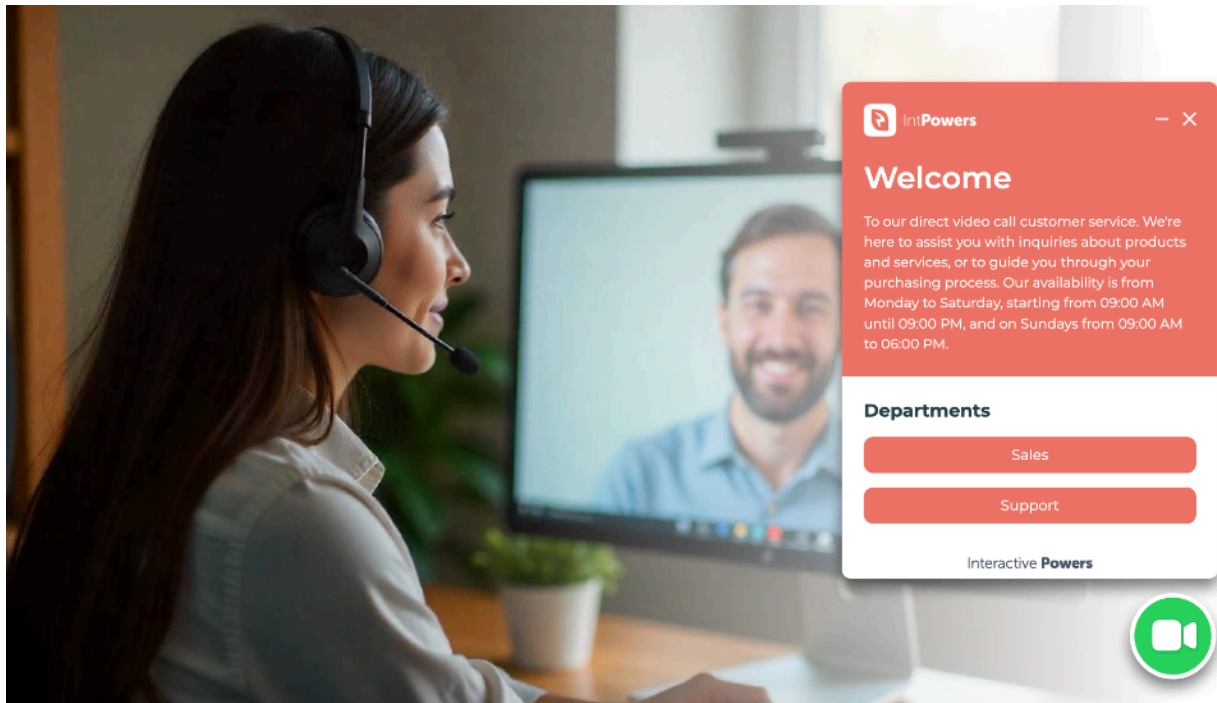 IntPowers
Welcome
To our direct video call customer service. We're
here to assist you with inquiries about products
and services, or to guide you through your
purchasing process. Our availability is from
Monday to Saturday, starting from 09:00 AM
until 09:00 PM, and on Sundays from 09:00 AM
to 06:00 PM.
Departments
Sales
Support
Interactive Powers